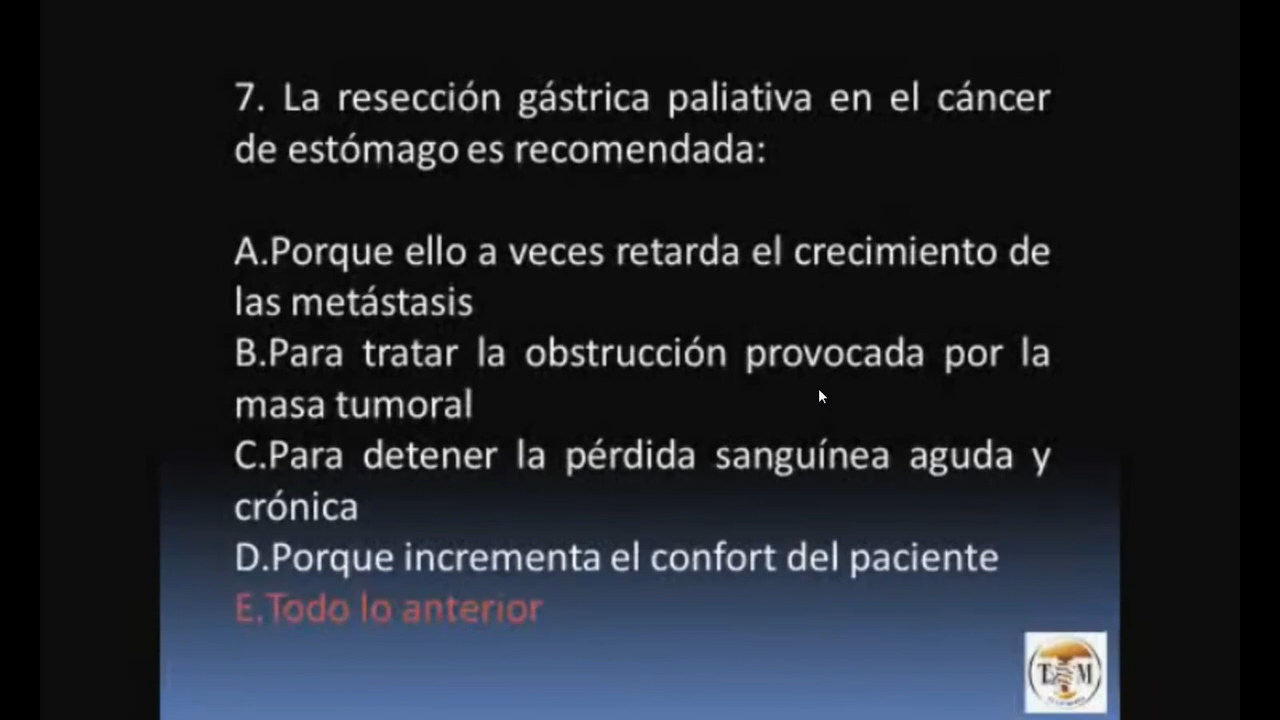 7. La resección gástrica paliativa en el cáncer
de estómago es recomendada:
A.Porque ello a veces retarda el crecimiento de
las metástasis
B.Para tratar la obstrucción provocada por la
masa tumoral
C.Para detener la pérdida sanguínea aguda y
crónica
D.Porque incrementa el confort del paciente
E.Todo lo anterior
T M